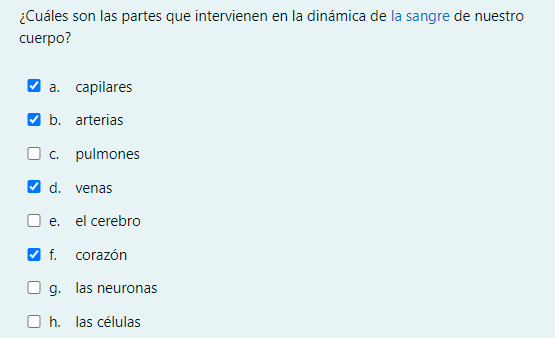 ¿Cuáles son las partes que intervienen en la dinámica de la sangre de nuestro
cuerpo?
a. capilares
b. arterias
c. pulmones
d. venas
e. el cerebro
f. corazón
g. las neuronas
h. las células